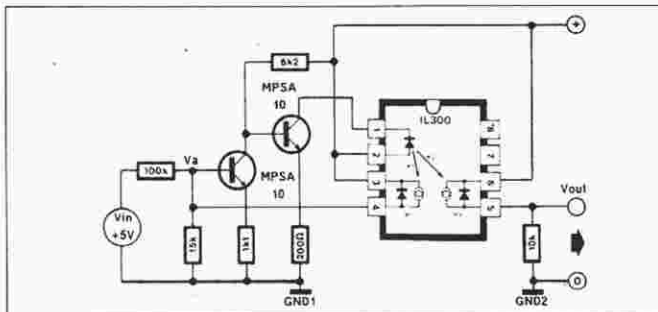 6k2
MPSA
10
IL300
1
8
2
7
3
6
4
5
100k
Va
MPSA
10
Vin
+5V
15k
1k1
200Ω
GND1
+
Vout
10k
GND2
0